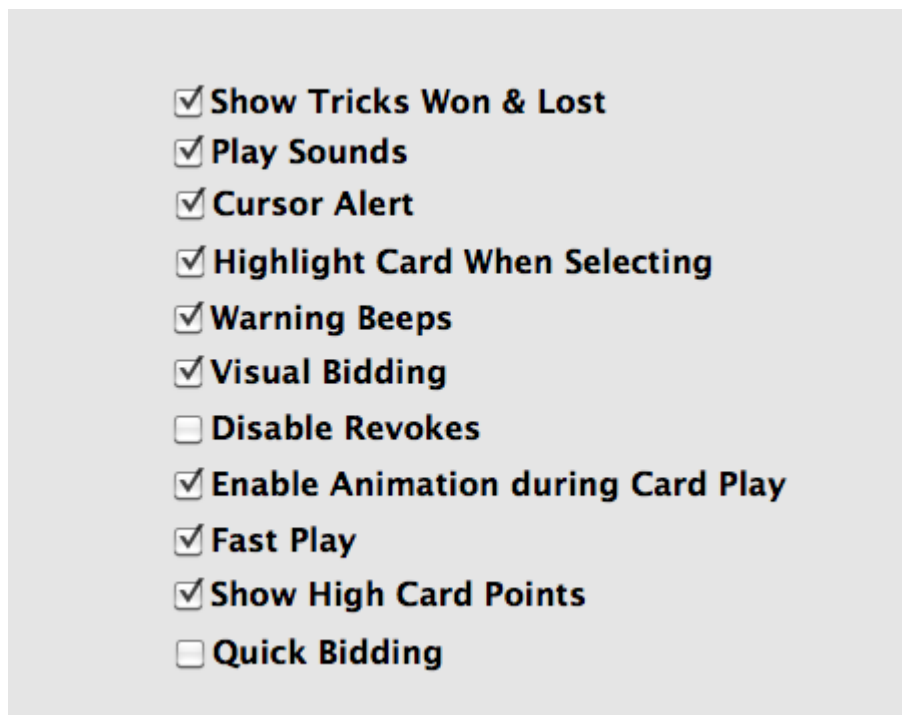 Show Tricks Won & Lost
Play Sounds
Cursor Alert
Highlight Card When Selecting
Warning Beeps
Visual Bidding
Disable Revokes
Enable Animation during Card Play
Fast Play
Show High Card Points
Quick Bidding